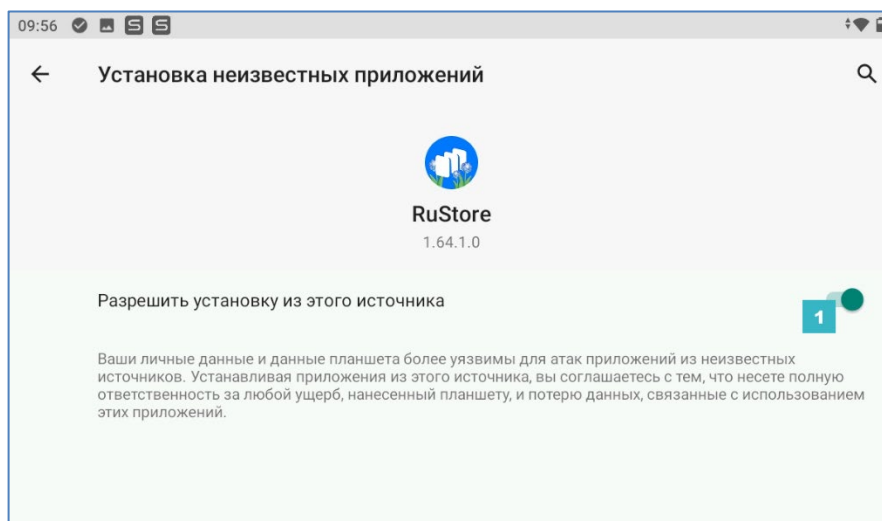 09:56
Установка неизвестных приложений
RuStore
1.64.1.0
Разрешить установку из этого источника
1
Ваши личные данные и данные планшета более уязвимы для атак приложений из неизвестных
источников. Устанавливая приложения из этого источника, вы соглашаетесь с тем, что несете полную
ответственность за любой ущерб, нанесенный планшету, и потерю данных, связанные с использованием
этих приложений.